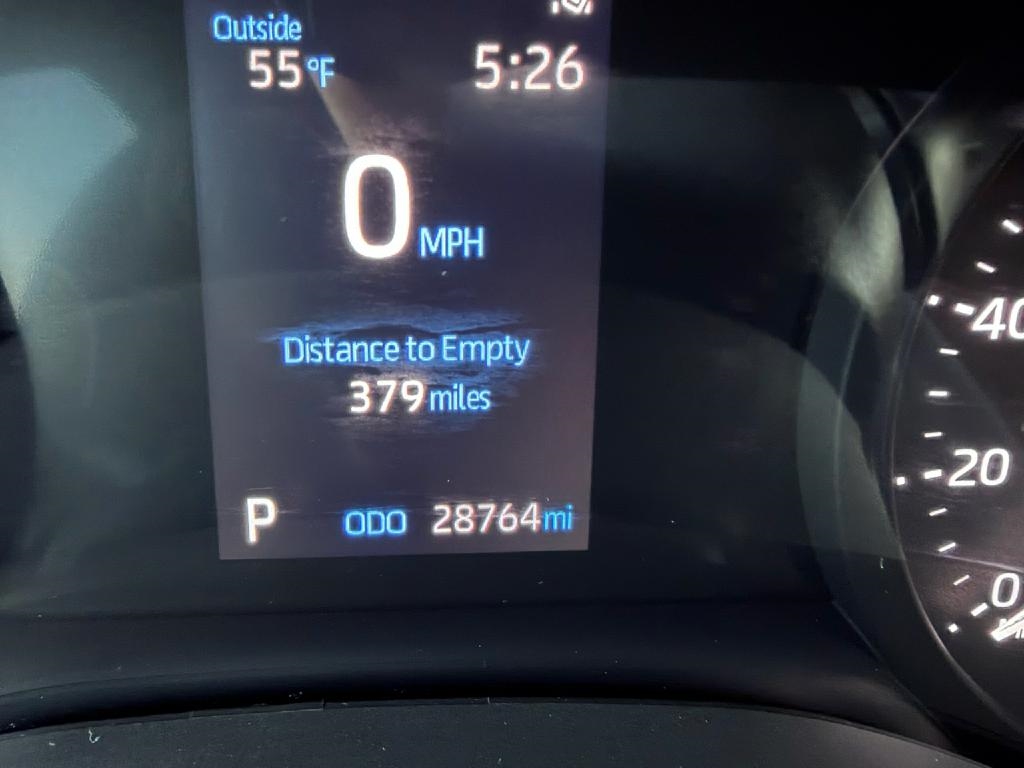 Outside
55°F 5:26
0 MPH
Distance to Empty
379 miles
P ODO 28764 mi
40
20
0